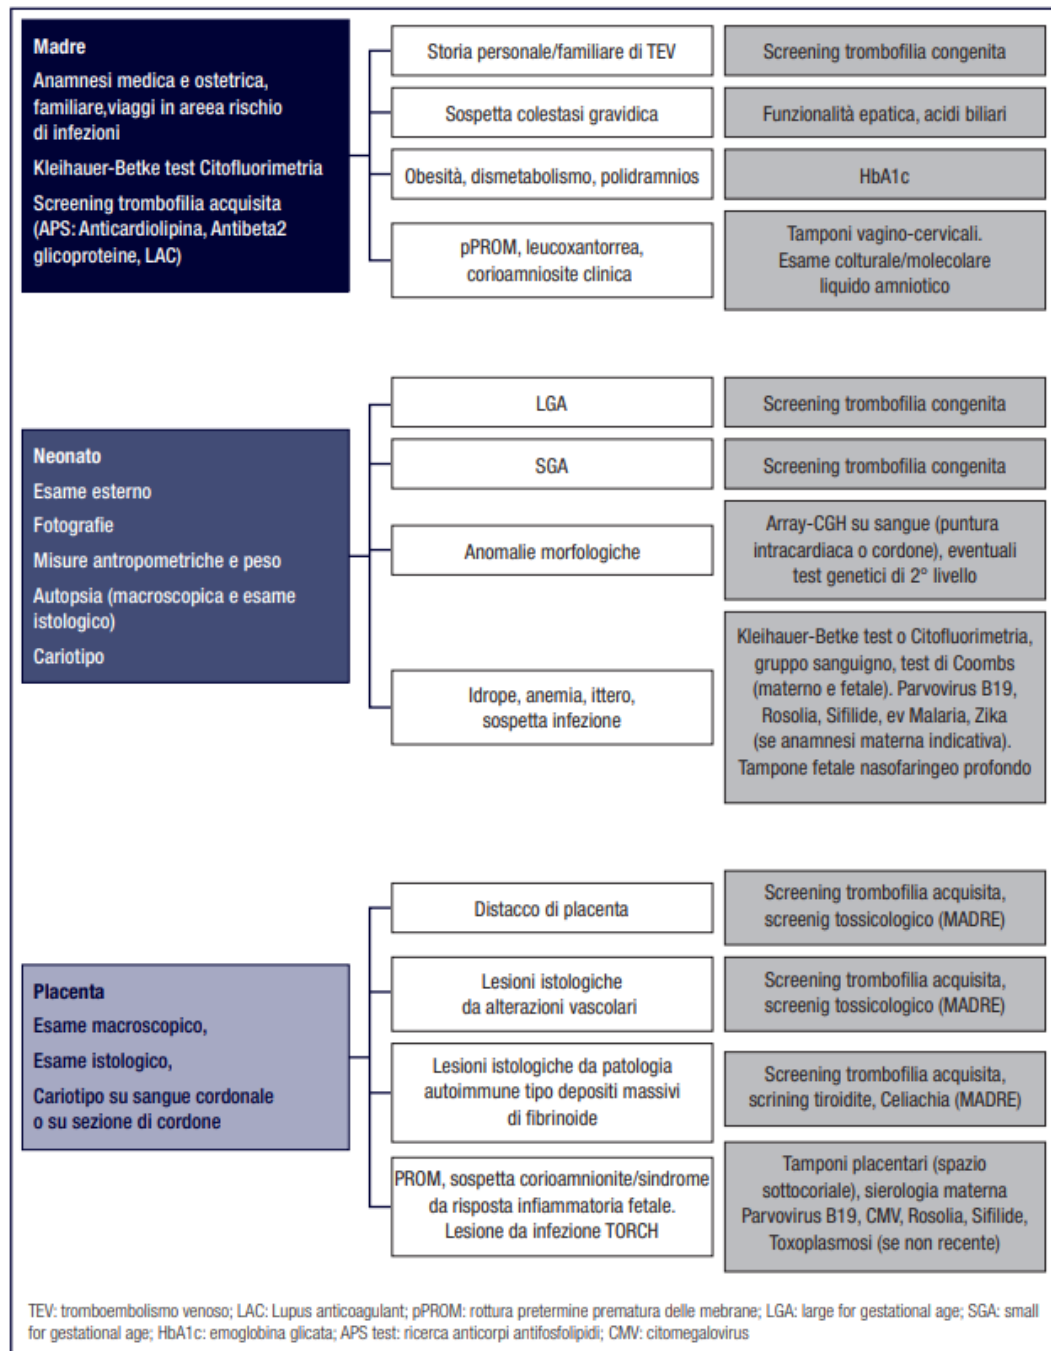 Madre
Anamnesi medica e ostetrica,
familiare,viaggi in areea rischio
di infezioni
Kleihauer-Betke test Citofluorimetria
Screening trombofilia acquisita
(APS: Anticardiolipina, Antibeta2
glicoproteine, LAC)
Storia personale/familiare di TEV
Screening trombofilia congenita
Sospetta colestasi gravidica
Funzionalità epatica, acidi biliari
Obesità, dismetabolismo, polidramnios
HbA1c
pPROM, leucoxantorrea,
corioamniosite clinica
Tamponi vagino-cervicali.
Esame colturale/molecolare
liquido amniotico
Neonato
Esame esterno
Fotografie
Misure antropometriche e peso
Autopsia (macroscopica e esame
istologico)
Cariotipo
LGA
Screening trombofilia congenita
SGA
Screening trombofilia congenita
Anomalie morfologiche
Array-CGH su sangue (puntura
intracardiaca o cordone), eventuali
test genetici di 2° livello
Idrope, anemia, ittero,
sospetta infezione
Kleihauer-Betke test o Citofluorimetria,
gruppo sanguigno, test di Coombs
(materno e fetale). Parvovirus B19,
Rosolia, Sifilide, ev Malaria, Zika
(se anamnesi materna indicativa).
Tampone fetale nasofaringeo profondo
Placenta
Esame macroscopico,
Esame istologico,
Cariotipo su sangue cordonale
o su sezione di cordone
Distacco di placenta
Screening trombofilia acquisita,
screenig tossicologico (MADRE)
Lesioni istologiche
da alterazioni vascolari
Screening trombofilia acquisita,
screenig tossicologico (MADRE)
Lesioni istologiche da patologia
autoimmune tipo depositi massivi
di fibrinoide
Screening trombofilia acquisita,
scrining tiroidite, Celiachia (MADRE)
PROM, sospetta corioamnionite/sindrome
da risposta infiammatoria fetale.
Lesione da infezione TORCH
Tamponi placentari (spazio
sottocoriale), sierologia materna
Parvovirus B19, CMV, Rosolia, Sifilide,
Toxoplasmosi (se non recente)
TEV: tromboembolismo venoso; LAC: Lupus anticoagulant; pPROM: rottura pretermine prematura delle mebrane; LGA: large for gestational age; SGA: small
for gestational age; HbA1c: emoglobina glicata; APS test: ricerca anticorpi antifosfolipidi; CMV: citomegalovirus